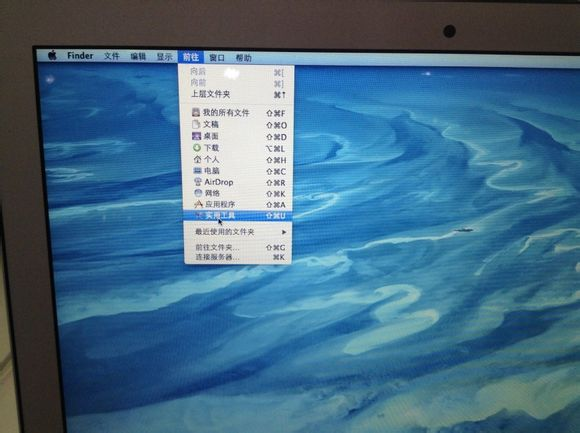 Finder 文件 编辑 显示 前往 窗口 帮助
向后 ⌘[
向前 ⌘]
上层文件夹 ⌘↑
我的所有文件 ⇧⌘F
文稿 ⇧⌘O
桌面 ⇧⌘D
下载 ⌥⌘L
个人 ⇧⌘H
电脑 ⇧⌘C
AirDrop ⇧⌘R
网络 ⇧⌘K
应用程序 ⇧⌘A
实用工具 ⇧⌘U
最近使用的文件夹
前往文件夹... ⇧⌘G
连接服务器... ⌘K